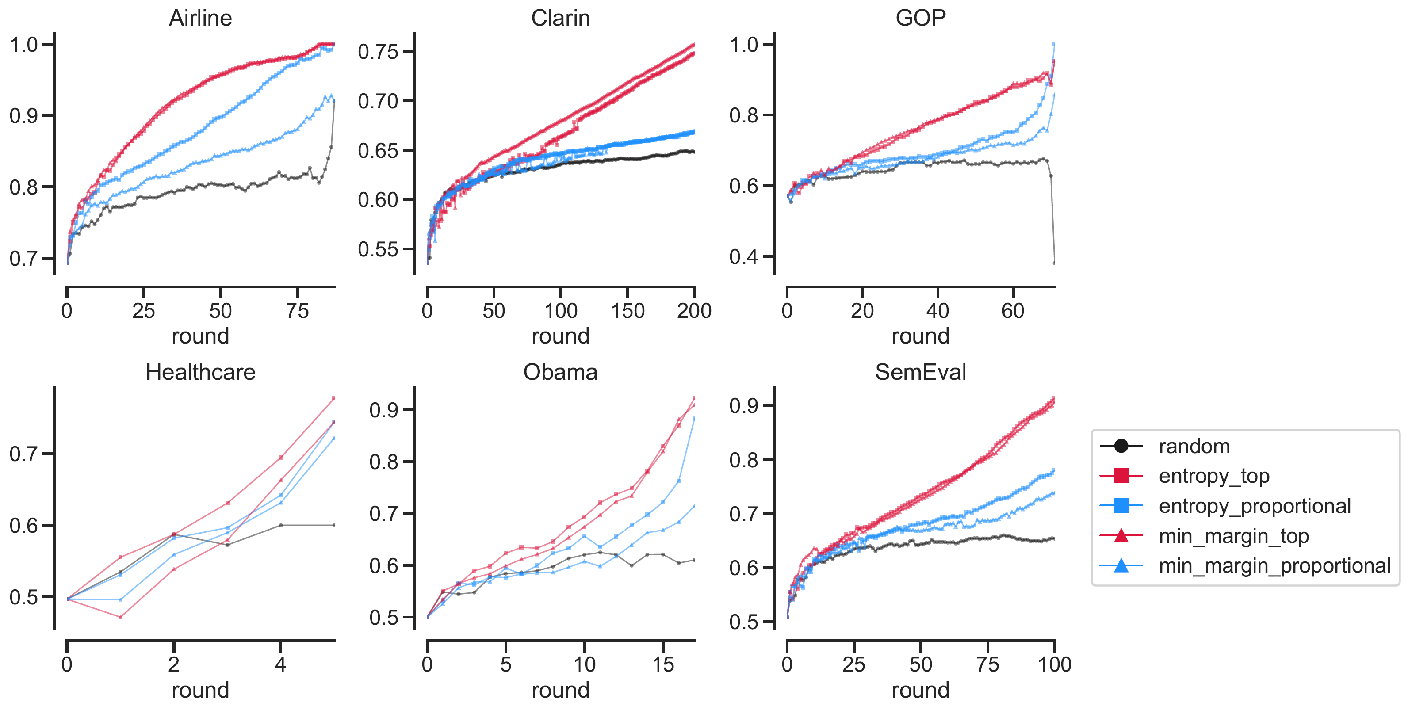 Airline
1.0
0.9
0.8
0.7
0 25 50 75
round
Clarin
0.75
0.70
0.65
0.60
0.55
0 50 100 150 200
round
GOP
1.0
0.8
0.6
0.4
0 20 40 60
round
Healthcare
0.7
0.6
0.5
0 2 4
round
Obama
0.9
0.8
0.7
0.6
0.5
0 5 10 15
round
SemEval
0.9
0.8
0.7
0.6
0.5
0 25 50 75 100
round
random
entropy_top
entropy_proportional
min_margin_top
min_margin_proportional